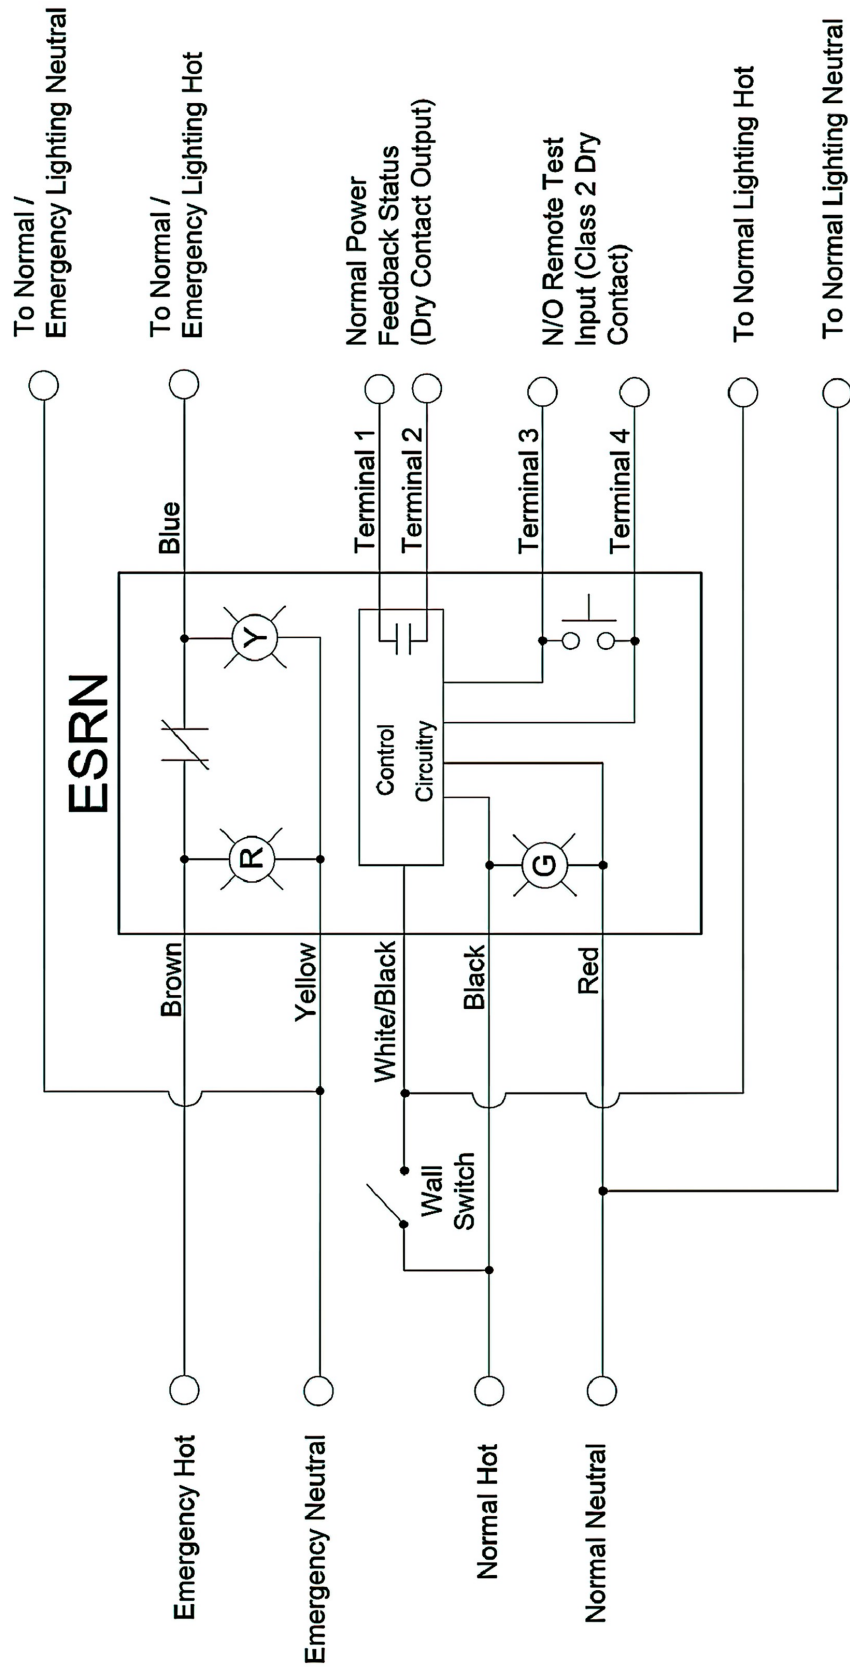 ESRN
Emergency Hot
Emergency Neutral
Normal Hot
Normal Neutral
Brown
Yellow
White/Black
Black
Red
Wall
Switch
R
Y
G
Control
Circuitry
Blue
Terminal 1
Terminal 2
Terminal 3
Terminal 4
To Normal /
Emergency Lighting Neutral
To Normal /
Emergency Lighting Hot
Normal Power
Feedback Status
(Dry Contact Output)
N/O Remote Test
Input (Class 2 Dry
Contact)
To Normal Lighting Hot
To Normal Lighting Neutral